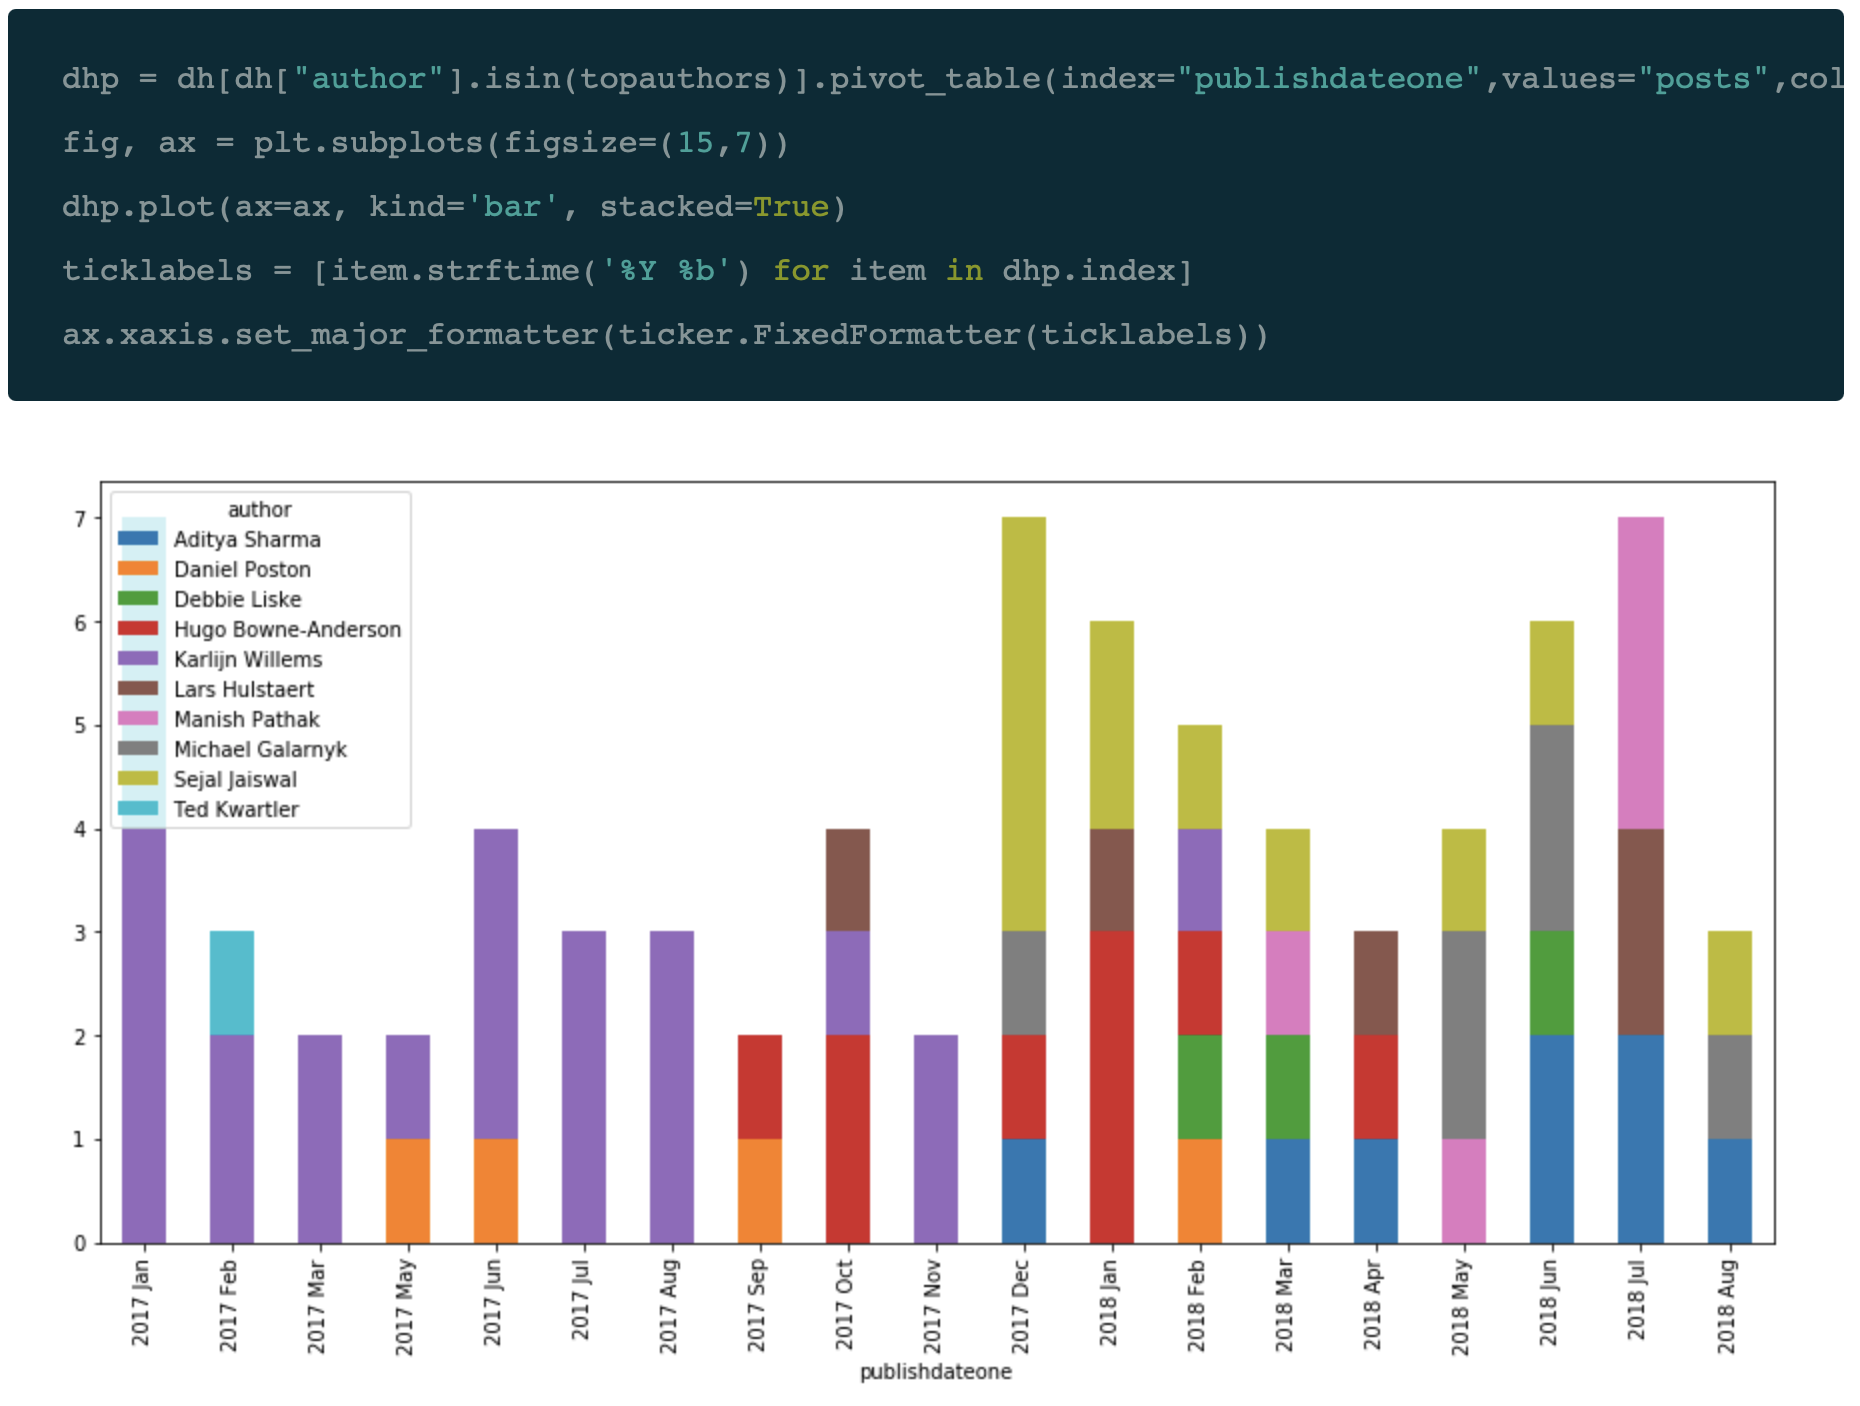 dhp = dh[dh["author"].isin(topauthors)].pivot_table(index="publishdateone",values="posts",col
fig, ax = plt.subplots(figsize=(15,7))
dhp.plot(ax=ax, kind='bar', stacked=True)
ticklabels = [item.strftime('%Y %b') for item in dhp.index]
ax.xaxis.set_major_formatter(ticker.FixedFormatter(ticklabels))
author
Aditya Sharma
Daniel Poston
Debbie Liske
Hugo Bowne-Anderson
Karlijn Willems
Lars Hulstaert
Manish Pathak
Michael Galarnyk
Sejal Jaiswal
Ted Kwartler
7
6
5
4
3
2
1
0
2017 Jan
2017 Feb
2017 Mar
2017 May
2017 Jun
2017 Jul
2017 Aug
2017 Sep
2017 Oct
2017 Nov
2017 Dec
2018 Jan
2018 Feb
2018 Mar
2018 Apr
2018 May
2018 Jun
2018 Jul
2018 Aug
publishdateone